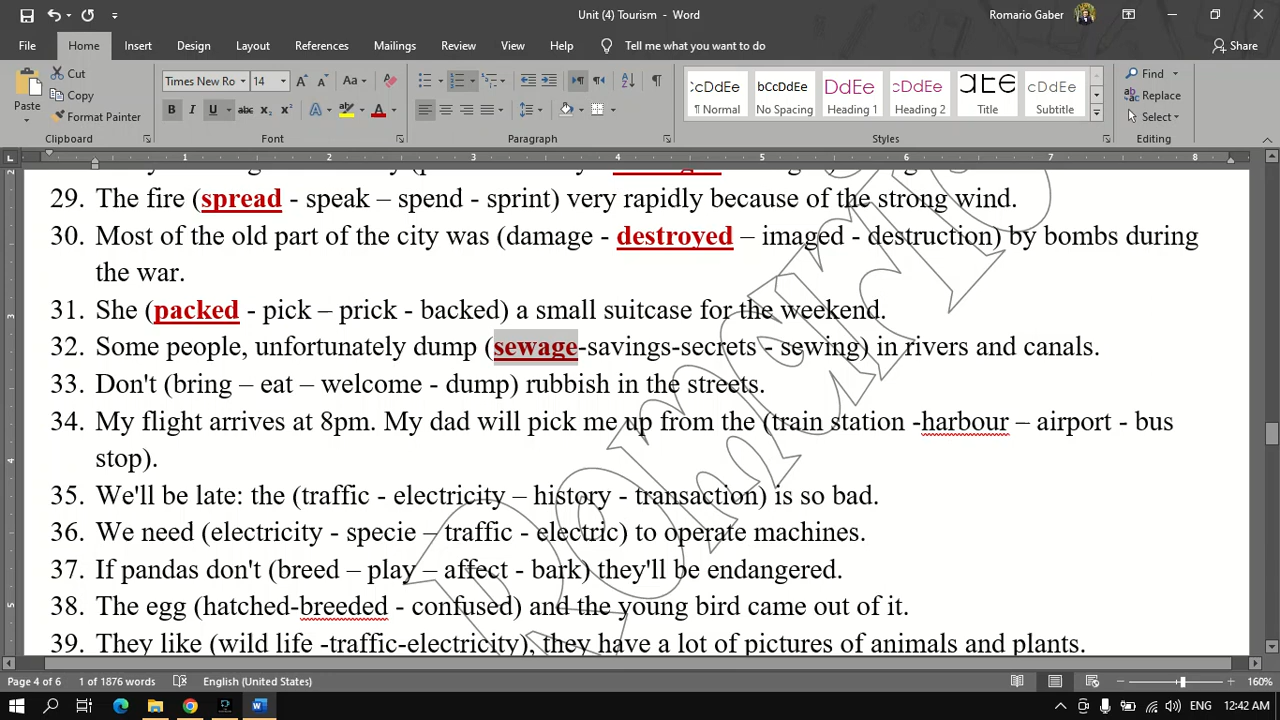 Unit (4) Tourism - Word
Romario Gaber
File Home Insert Design Layout References Mailings Review View Help Tell me what you want to do Share
Paste Cut Copy Format Painter
Times New Ro 14
¶ Normal No Spacing Heading 1 Heading 2 Title Subtitle
Find Replace Select
Clipboard Font Paragraph Styles Editing
29. The fire (spread - speak – spend - sprint) very rapidly because of the strong wind.
30. Most of the old part of the city was (damage - destroyed – imaged - destruction) by bombs during
the war.
31. She (packed - pick – prick - backed) a small suitcase for the weekend.
32. Some people, unfortunately dump (sewage-savings-secrets - sewing) in rivers and canals.
33. Don't (bring – eat – welcome - dump) rubbish in the streets.
34. My flight arrives at 8pm. My dad will pick me up from the (train station -harbour – airport - bus
stop).
35. We'll be late: the (traffic - electricity – history - transaction) is so bad.
36. We need (electricity - specie – traffic - electric) to operate machines.
37. If pandas don't (breed – play – affect - bark) they'll be endangered.
38. The egg (hatched-breeded - confused) and the young bird came out of it.
39. They like (wild life -traffic-electricity), they have a lot of pictures of animals and plants.
Page 4 of 6 1 of 1876 words English (United States) 160%
ENG 12:42 AM